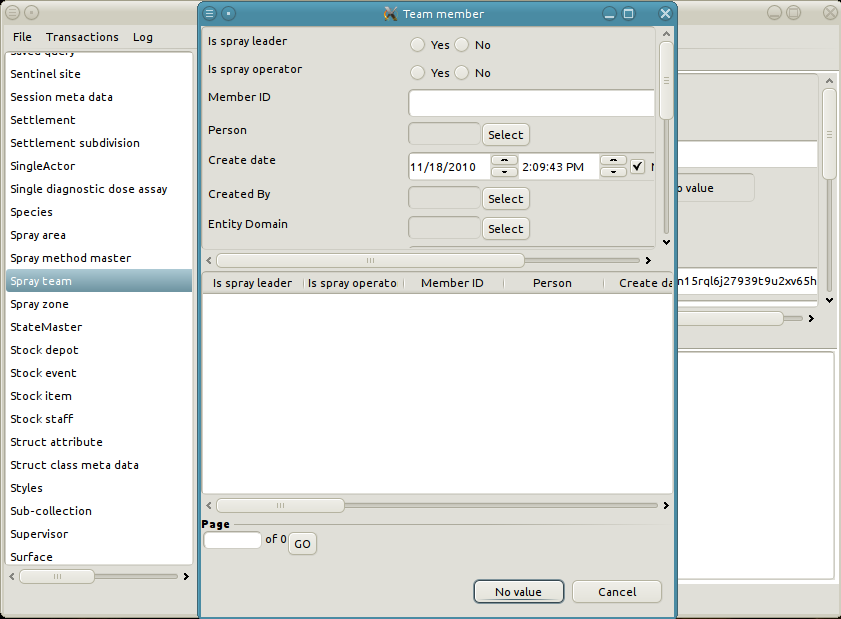 Team member
File Transactions Log
Saved query
Sentinel site
Session meta data
Settlement
Settlement subdivision
SingleActor
Single diagnostic dose assay
Species
Spray area
Spray method master
Spray team
Spray zone
StateMaster
Stock depot
Stock event
Stock item
Stock staff
Struct attribute
Struct class meta data
Styles
Sub-collection
Supervisor
Surface
Is spray leader Yes No
Is spray operator Yes No
Member ID
Person Select
Create date 11/18/2010 2:09:43 PM
Created By Select
Entity Domain Select
Is spray leader Is spray operato Member ID Person Create da
Page
of 0 GO
No value Cancel
o value
n15rql6j27939t9u2xv65h